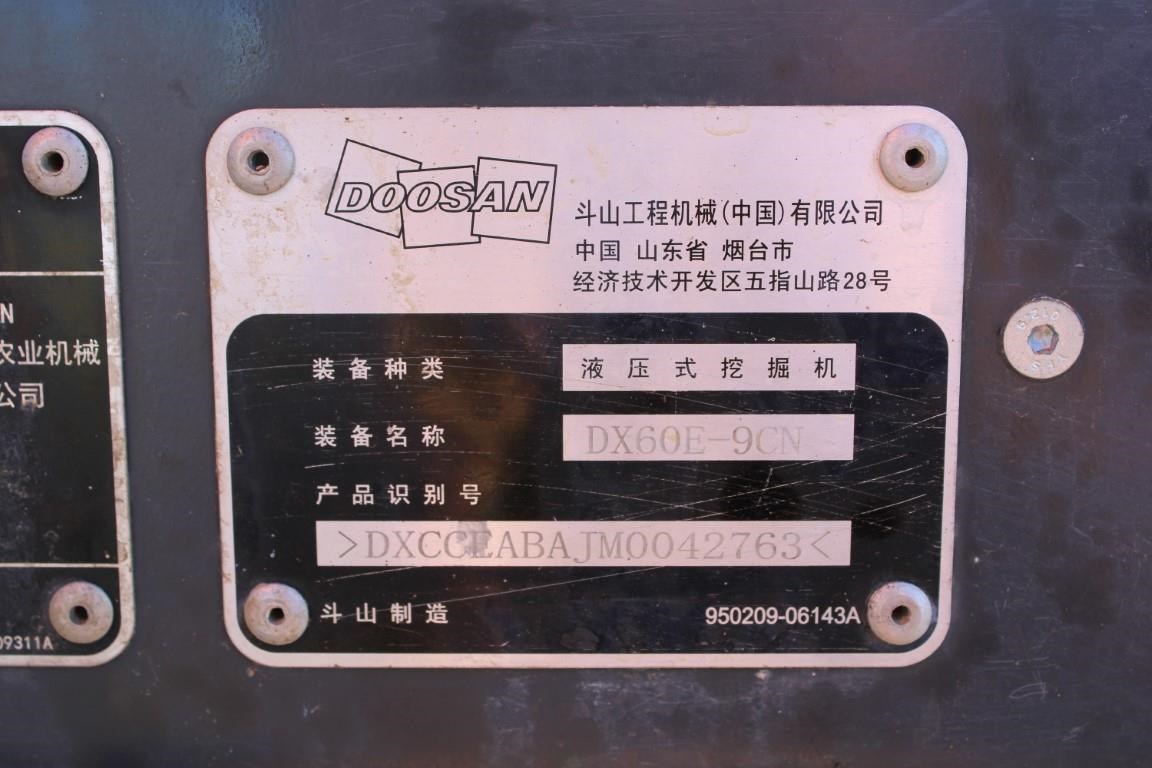 DOOSAN
斗山工程机械(中国)有限公司
中国 山东省 烟台市
经济技术开发区五指山路28号
装备种类 液压式挖掘机
装备名称 DX60E-9CN
产品识别号
>DXCCEABAJM0042763<
斗山制造 950209-06143A
N
农业机械
公司
09311A